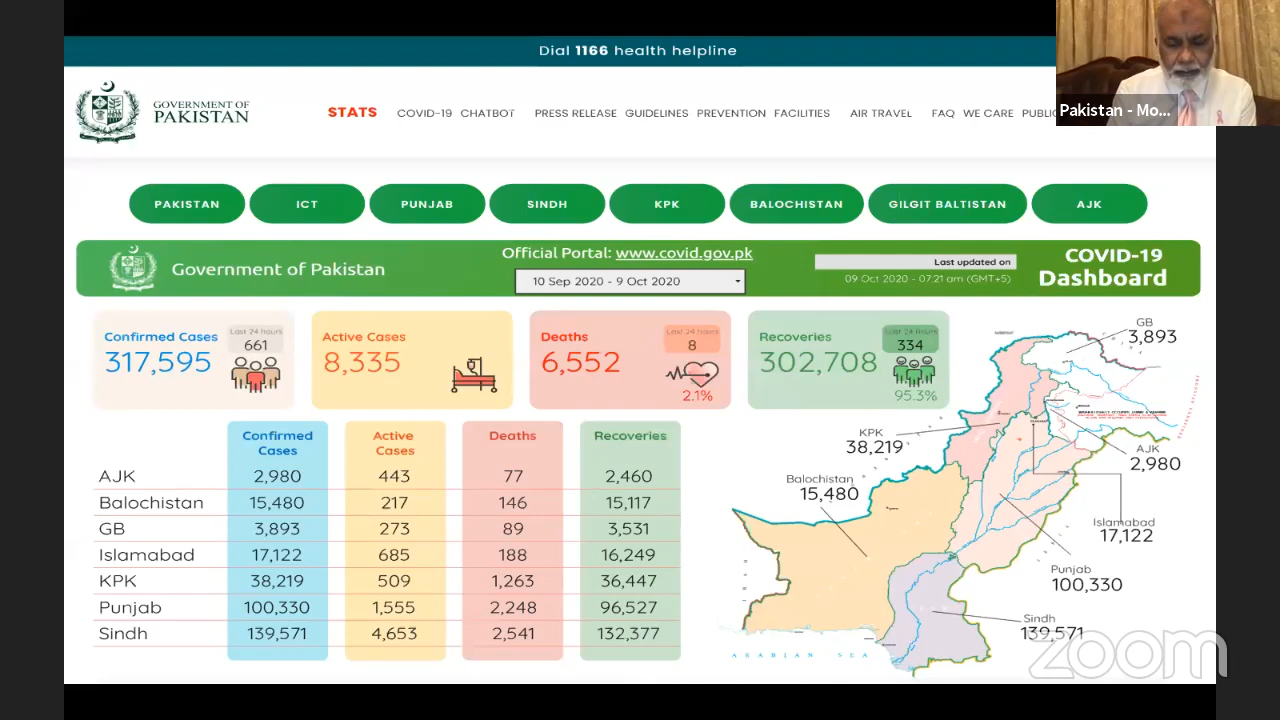 Dial 1166 health helpline
GOVERNMENT OF
PAKISTAN
STATS COVID-19 CHATBOT PRESS RELEASE GUIDELINES PREVENTION FACILITIES AIR TRAVEL FAQ WE CARE
Pakistan - Mo...
PAKISTAN ICT PUNJAB SINDH KPK BALOCHISTAN GILGIT BALTISTAN AJK
Government of Pakistan
Official Portal: www.covid.gov.pk
10 Sep 2020 - 9 Oct 2020
Last updated on
09 Oct 2020 - 07:21 am (GMT+5)
COVID-19
Dashboard
Confirmed Cases
317,595
Last 24 hours
661
Active Cases
8,335
Deaths
6,552
Last 24 hours
8
2.1%
Recoveries
302,708
Last 24 hours
334
95.3%
Confirmed Cases Active Cases Deaths Recoveries
AJK 2,980 443 77 2,460
Balochistan 15,480 217 146 15,117
GB 3,893 273 89 3,531
Islamabad 17,122 685 188 16,249
KPK 38,219 509 1,263 36,447
Punjab 100,330 1,555 2,248 96,527
Sindh 139,571 4,653 2,541 132,377
GB
3,893
KPK
38,219
AJK
2,980
Balochistan
15,480
Islamabad
17,122
Punjab
100,330
Sindh
139,571
ARABIAN SEA
zoom